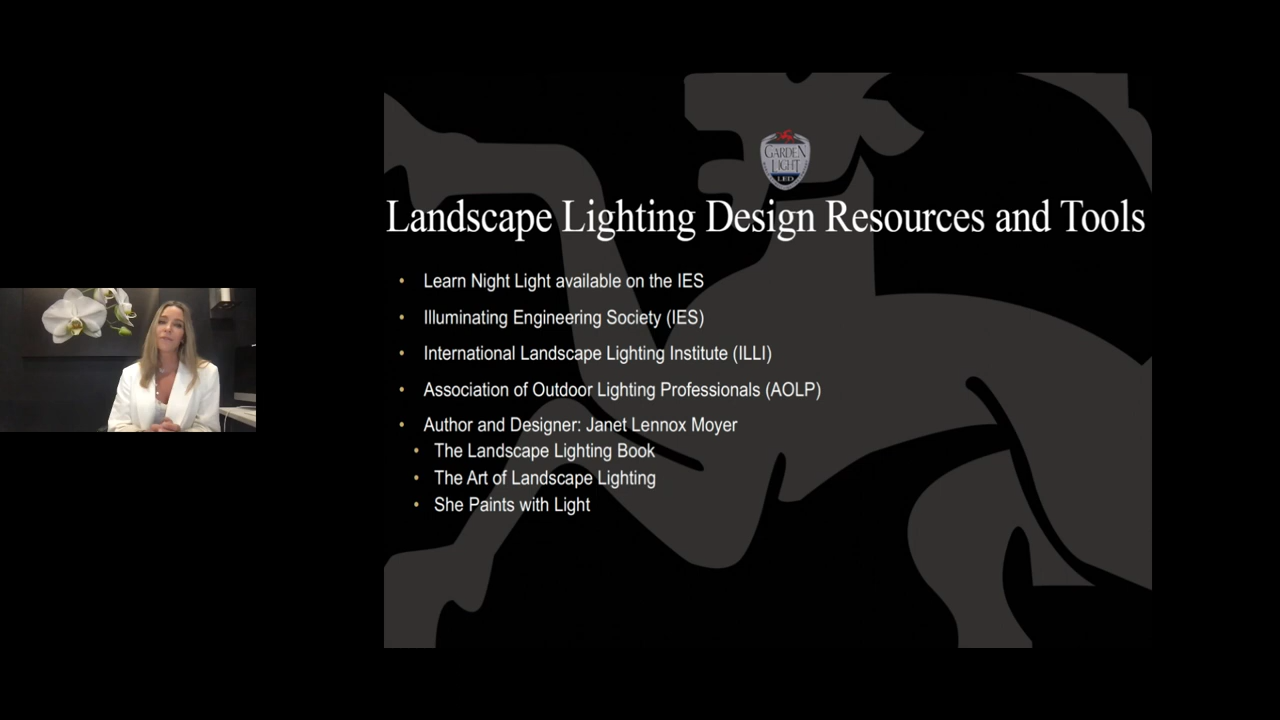 GARDEN
LIGHT
LED
Landscape Lighting Design Resources and Tools
• Learn Night Light available on the IES
• Illuminating Engineering Society (IES)
• International Landscape Lighting Institute (ILLI)
• Association of Outdoor Lighting Professionals (AOLP)
• Author and Designer: Janet Lennox Moyer
• The Landscape Lighting Book
• The Art of Landscape Lighting
• She Paints with Light